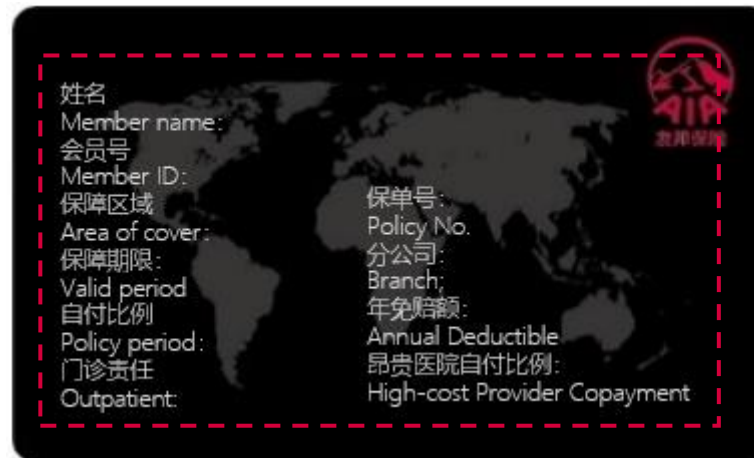 AIA
友邦保险
姓名
Member name:
会员号
Member ID:
保障区域
Area of cover:
保障期限:
Valid period
自付比例
Policy period:
门诊责任
Outpatient:
保单号:
Policy No.
分公司:
Branch;
年免赔额:
Annual Deductible
昂贵医院自付比例:
High-cost Provider Copayment